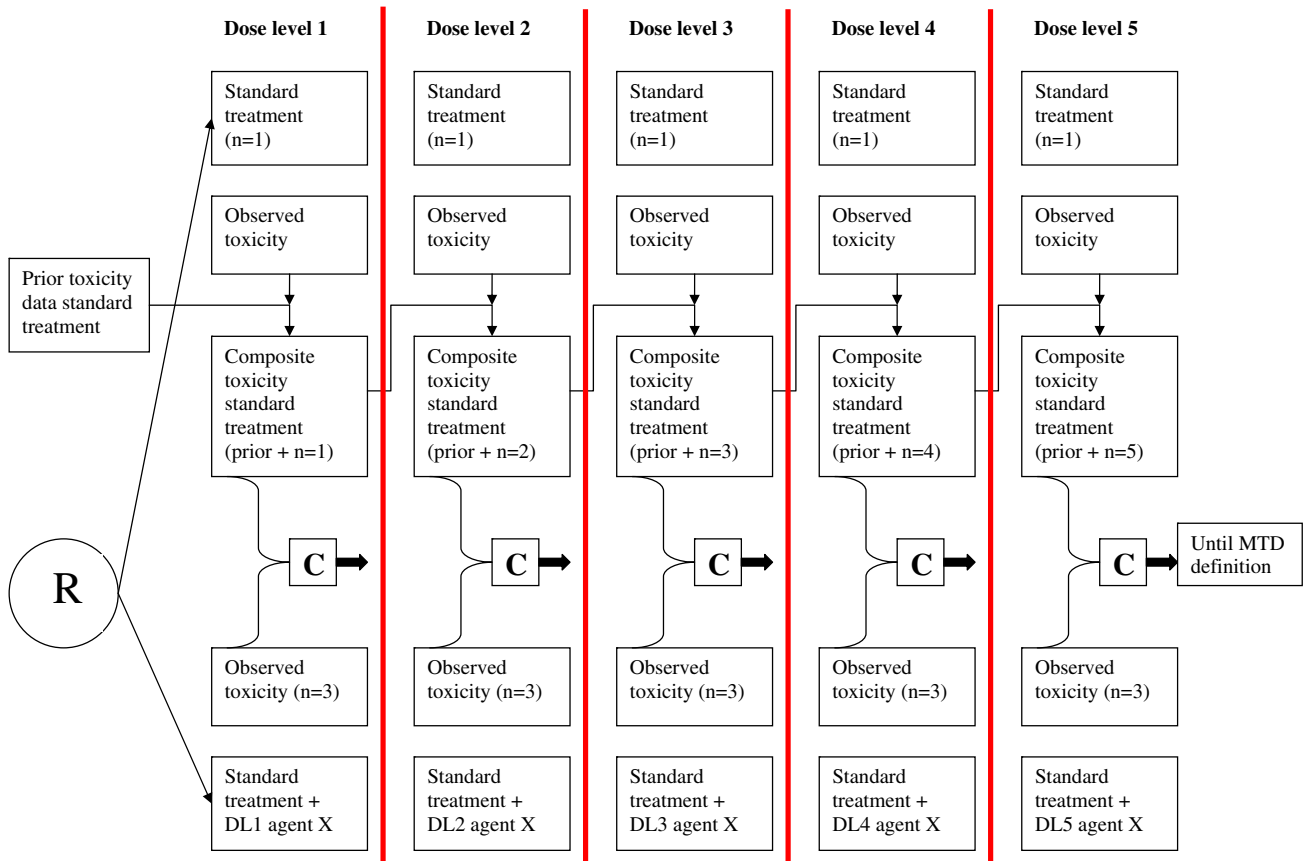 Dose level 1
Dose level 2
Dose level 3
Dose level 4
Dose level 5
Standard
treatment
(n=1)
Standard
treatment
(n=1)
Standard
treatment
(n=1)
Standard
treatment
(n=1)
Standard
treatment
(n=1)
Observed
toxicity
Observed
toxicity
Observed
toxicity
Observed
toxicity
Observed
toxicity
Prior toxicity
data standard
treatment
Composite
toxicity
standard
treatment
(prior + n=1)
Composite
toxicity
standard
treatment
(prior + n=2)
Composite
toxicity
standard
treatment
(prior + n=3)
Composite
toxicity
standard
treatment
(prior + n=4)
Composite
toxicity
standard
treatment
(prior + n=5)
R
C
C
C
C
C
Until MTD
definition
Observed
toxicity (n=3)
Observed
toxicity (n=3)
Observed
toxicity (n=3)
Observed
toxicity (n=3)
Observed
toxicity (n=3)
Standard
treatment +
DL1 agent X
Standard
treatment +
DL2 agent X
Standard
treatment +
DL3 agent X
Standard
treatment +
DL4 agent X
Standard
treatment +
DL5 agent X